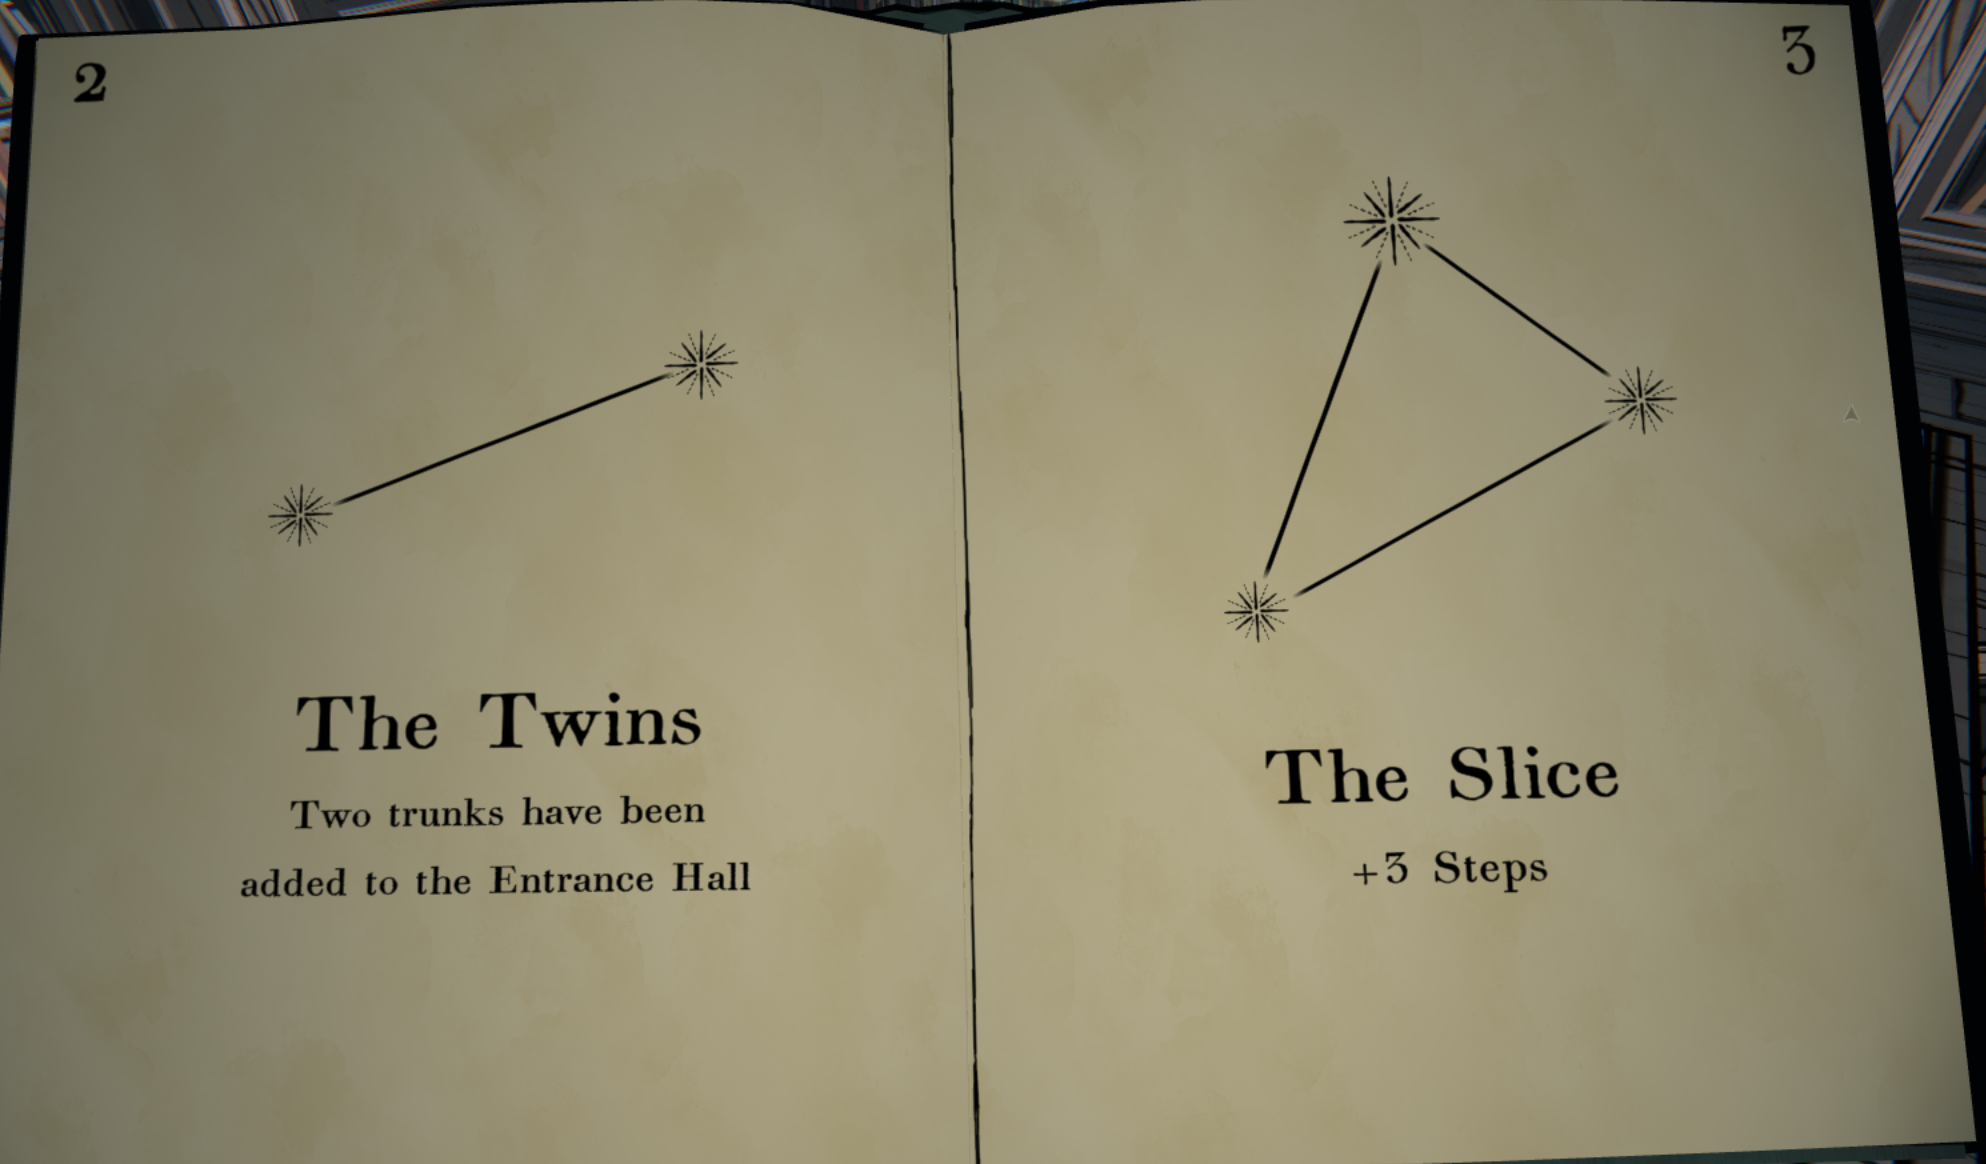 2
The Twins
Two trunks have been
added to the Entrance Hall
3
The Slice
+3 Steps